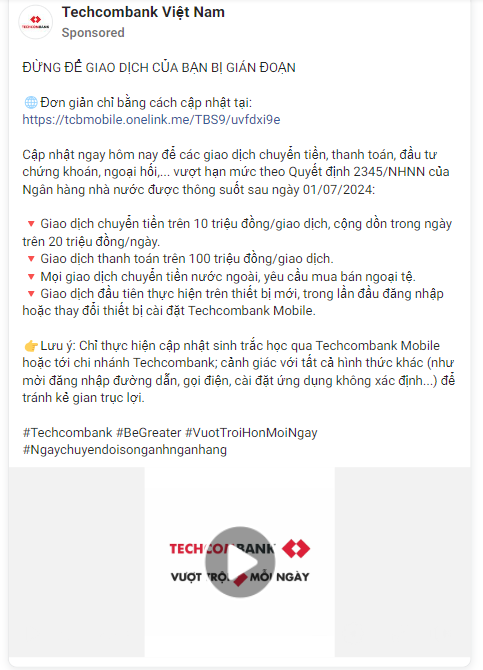 TECHCOMBANK
Techcombank Việt Nam
Sponsored
ĐỪNG ĐỂ GIAO DỊCH CỦA BẠN BỊ GIÁN ĐOẠN
🌐Đơn giản chỉ bằng cách cập nhật tại:
https://tcbmobile.onelink.me/TBS9/uvfdxi9e
Cập nhật ngay hôm nay để các giao dịch chuyển tiền, thanh toán, đầu tư
chứng khoán, ngoại hối,... vượt hạn mức theo Quyết định 2345/NHNN của
Ngân hàng nhà nước được thông suốt sau ngày 01/07/2024:
🔻Giao dịch chuyển tiền trên 10 triệu đồng/giao dịch, cộng dồn trong ngày
trên 20 triệu đồng/ngày.
🔻Giao dịch thanh toán trên 100 triệu đồng/giao dịch.
🔻Mọi giao dịch chuyển tiền nước ngoài, yêu cầu mua bán ngoại tệ.
🔻Giao dịch đầu tiên thực hiện trên thiết bị mới, trong lần đầu đăng nhập
hoặc thay đổi thiết bị cài đặt Techcombank Mobile.
👉Lưu ý: Chỉ thực hiện cập nhật sinh trắc học qua Techcombank Mobile
hoặc tới chi nhánh Techcombank; cảnh giác với tất cả hình thức khác (như
mời đăng nhập đường dẫn, gọi điện, cài đặt ứng dụng không xác định...) để
tránh kẻ gian trục lợi.
#Techcombank #BeGreater #VuotTroiHonMoiNgay
#Ngaychuyendoisonganhnganhang
TECHCOMBANK
VƯỢT MỖI NGÀY